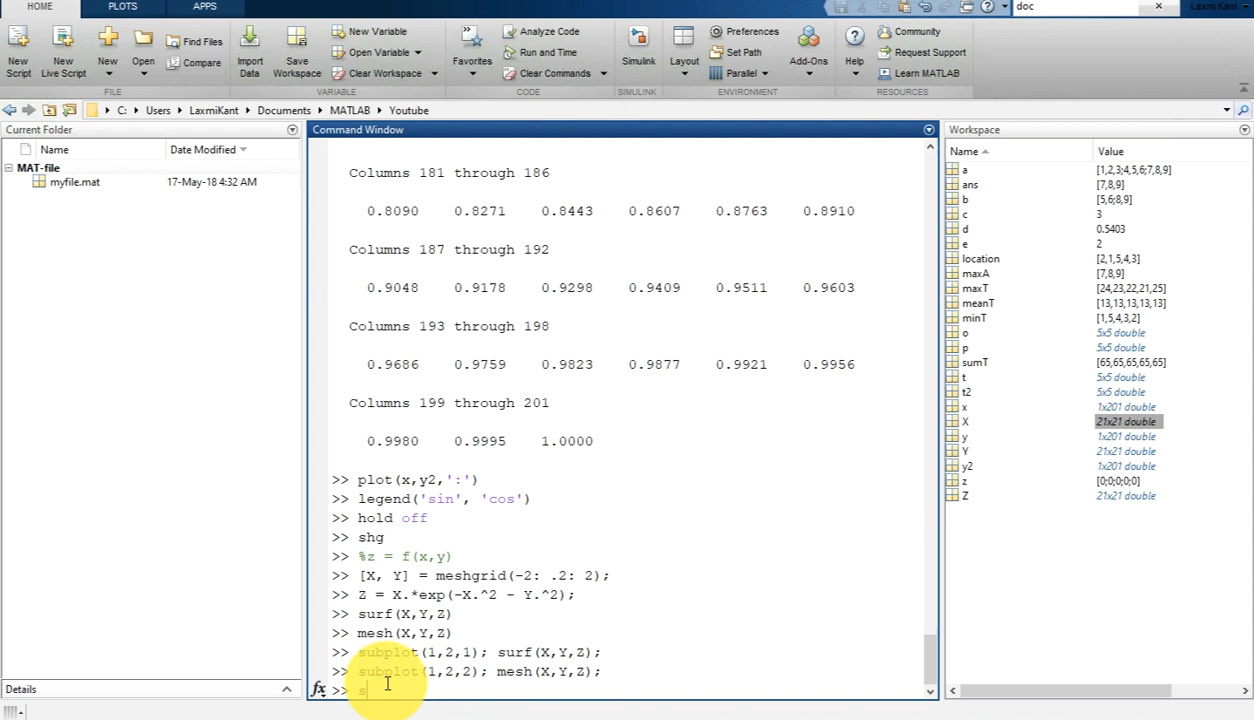 HOME PLOTS APPS doc Laxmi Kant
New Script New Live Script New Open Find Files Compare Import Data Save Workspace New Variable Open Variable Clear Workspace Favorites Analyze Code Run and Time Clear Commands Simulink Layout Preferences Set Path Parallel Add-Ons Help Community Request Support Learn MATLAB
FILE VARIABLE CODE SIMULINK ENVIRONMENT RESOURCES
C: Users LaxmiKant Documents MATLAB Youtube
Current Folder
Name Date Modified
MAT-file
myfile.mat 17-May-18 4:32 AM
Details
Command Window
Columns 181 through 186
0.8090 0.8271 0.8443 0.8607 0.8763 0.8910
Columns 187 through 192
0.9048 0.9178 0.9298 0.9409 0.9511 0.9603
Columns 193 through 198
0.9686 0.9759 0.9823 0.9877 0.9921 0.9956
Columns 199 through 201
0.9980 0.9995 1.0000
>> plot(x,y2,':')
>> legend('sin', 'cos')
>> hold off
>> shg
>> %z = f(x,y)
>> [X, Y] = meshgrid(-2: .2: 2);
>> Z = X.*exp(-X.^2 - Y.^2);
>> surf(X,Y,Z)
>> mesh(X,Y,Z)
>> subplot(1,2,1); surf(X,Y,Z);
>> subplot(1,2,2); mesh(X,Y,Z);
fx >> s
Workspace
Name Value
a [1,2,3;4,5,6;7,8,9]
ans [7,8,9]
b [5,6;8,9]
c 3
d 0.5403
e 2
location [2,1,5,4,3]
maxA [7,8,9]
maxT [24,23,22,21,25]
meanT [13,13,13,13,13]
minT [1,5,4,3,2]
o 5x5 double
p 5x5 double
sumT [65,65,65,65,65]
t 5x5 double
t2 5x5 double
x 1x201 double
X 21x21 double
y 1x201 double
Y 21x21 double
y2 1x201 double
z [0;0;0;0;0]
Z 21x21 double